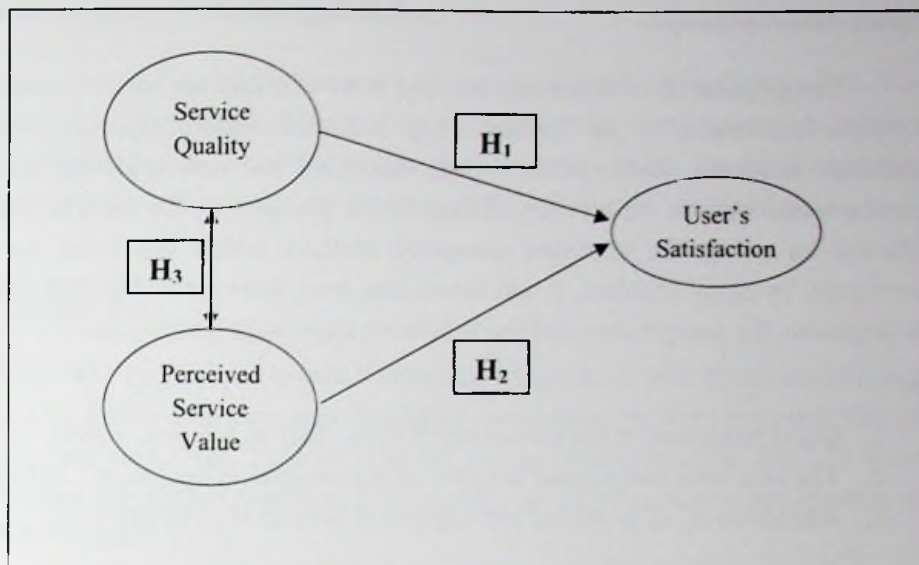 Service
Quality
H₁
User's
Satisfaction
H₃
Perceived
Service
Value
H₂